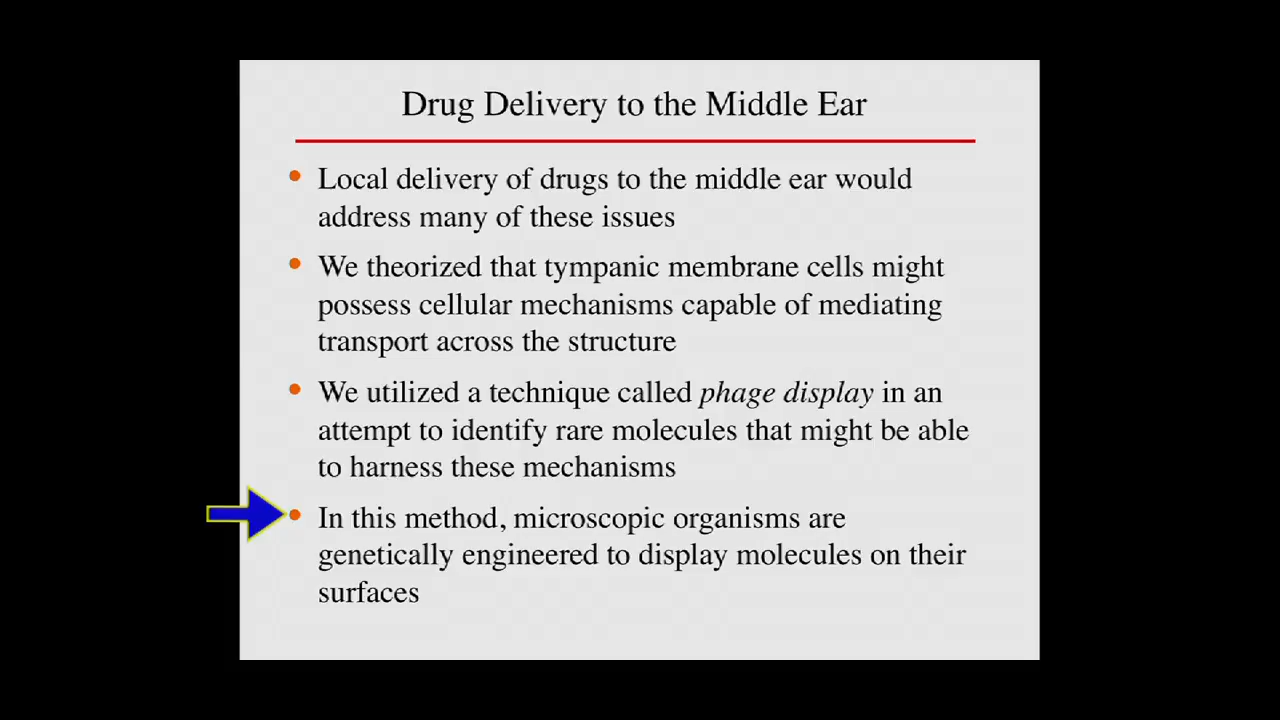 Drug Delivery to the Middle Ear
Local delivery of drugs to the middle ear would
address many of these issues
We theorized that tympanic membrane cells might
possess cellular mechanisms capable of mediating
transport across the structure
We utilized a technique called phage display in an
attempt to identify rare molecules that might be able
to harness these mechanisms
In this method, microscopic organisms are
genetically engineered to display molecules on their
surfaces